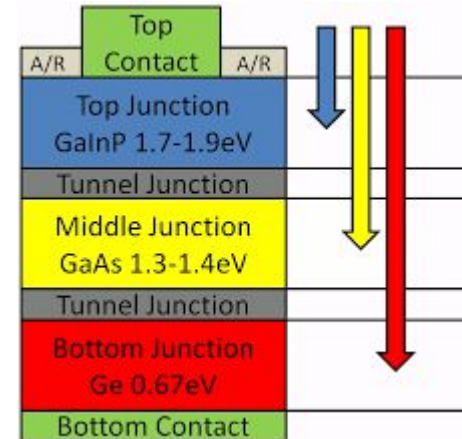 Top
Contact
A/R
A/R
Top Junction
GaInP 1.7-1.9eV
Tunnel Junction
Middle Junction
GaAs 1.3-1.4eV
Tunnel Junction
Bottom Junction
Ge 0.67eV
Bottom Contact